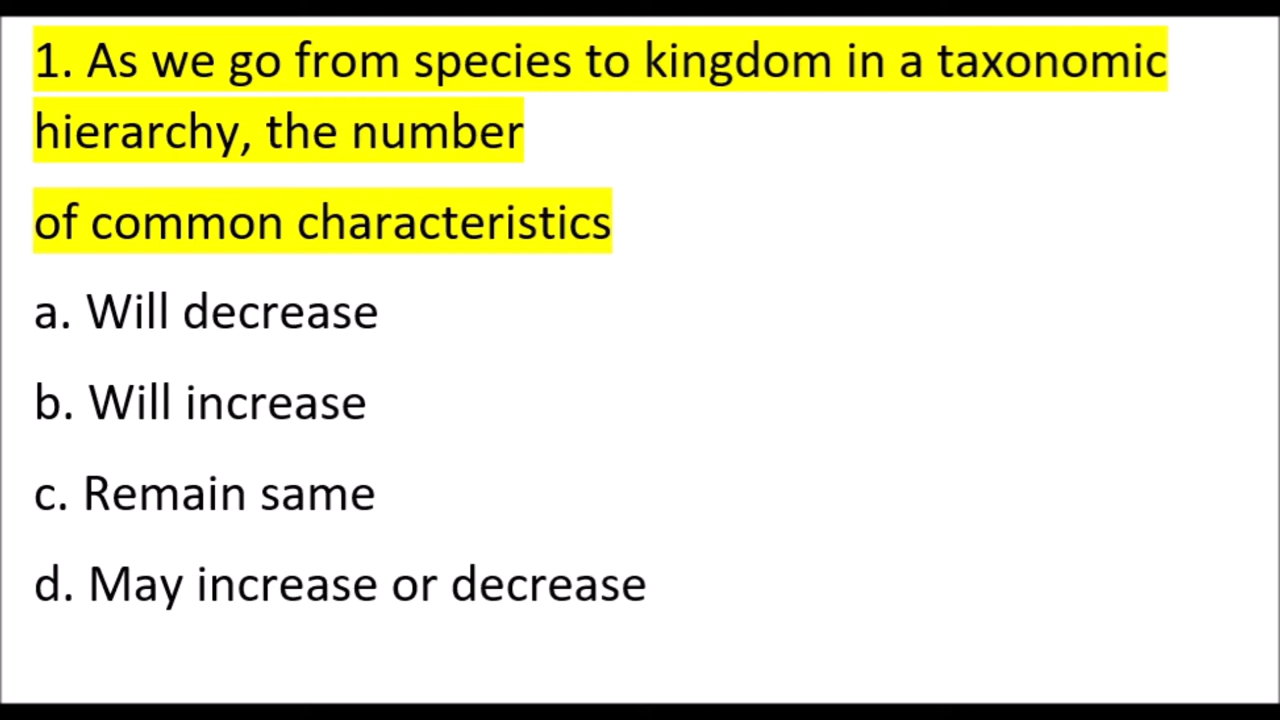 1. As we go from species to kingdom in a taxonomic
hierarchy, the number
of common characteristics
a. Will decrease
b. Will increase
c. Remain same
d. May increase or decrease